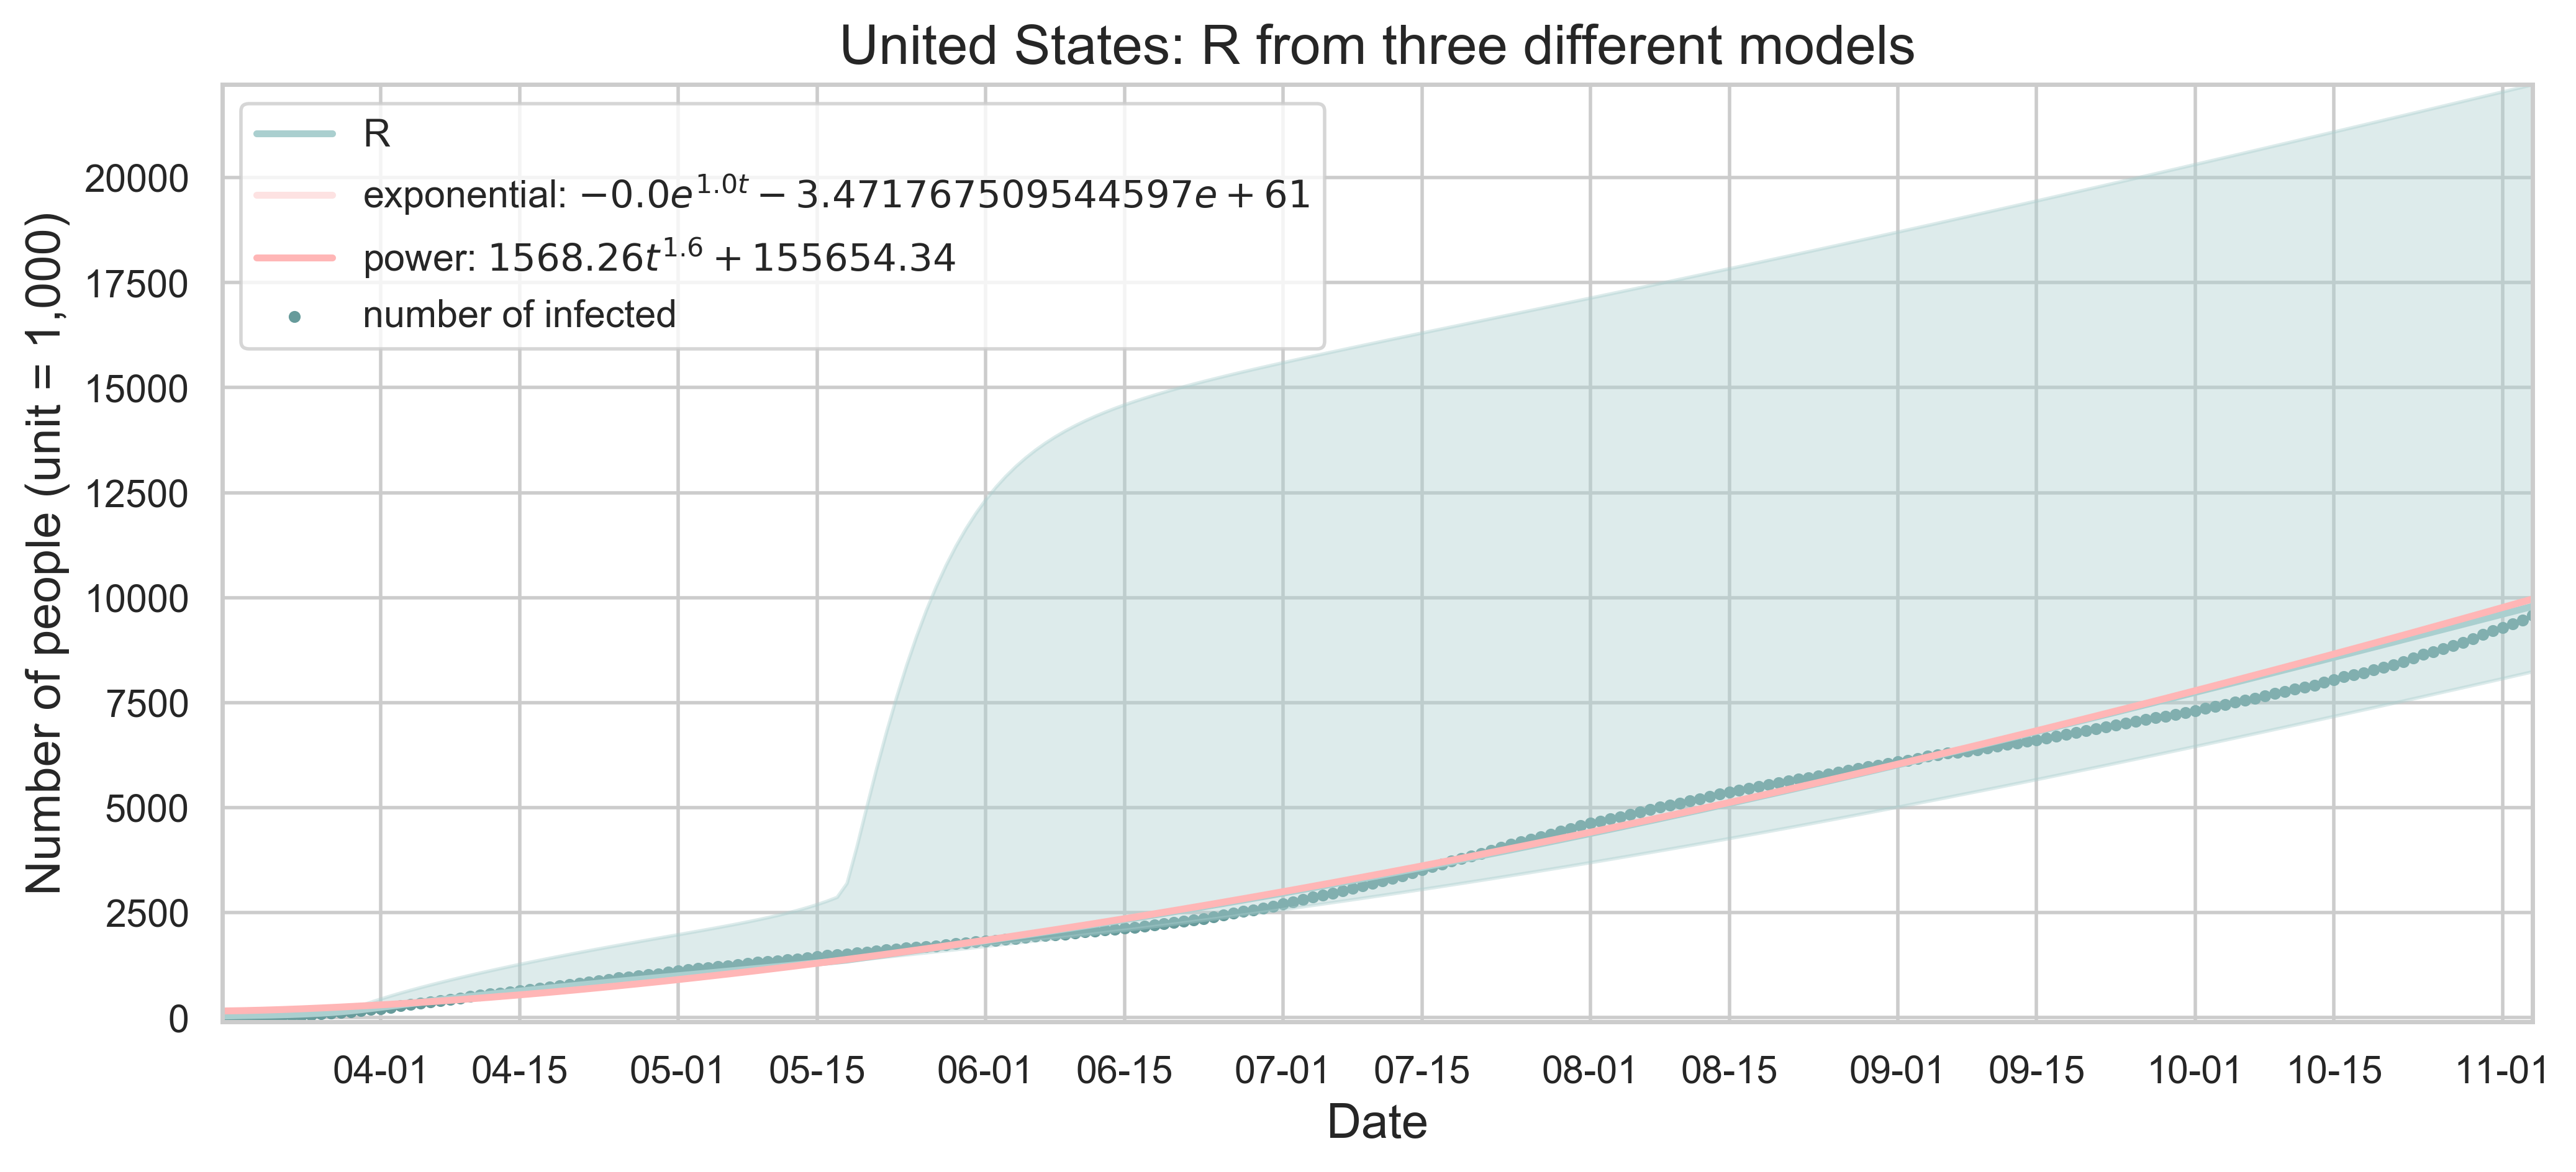 United States: R from three different models
R
exponential: −0.0e^{1.0t} − 3.471767509544597e + 61
power: 1568.26t^{1.6} + 155654.34
number of infected
Number of people (unit = 1,000)
20000
17500
15000
12500
10000
7500
5000
2500
0
04-01 04-15 05-01 05-15 06-01 06-15 07-01 07-15 08-01 08-15 09-01 09-15 10-01 10-15 11-01
Date